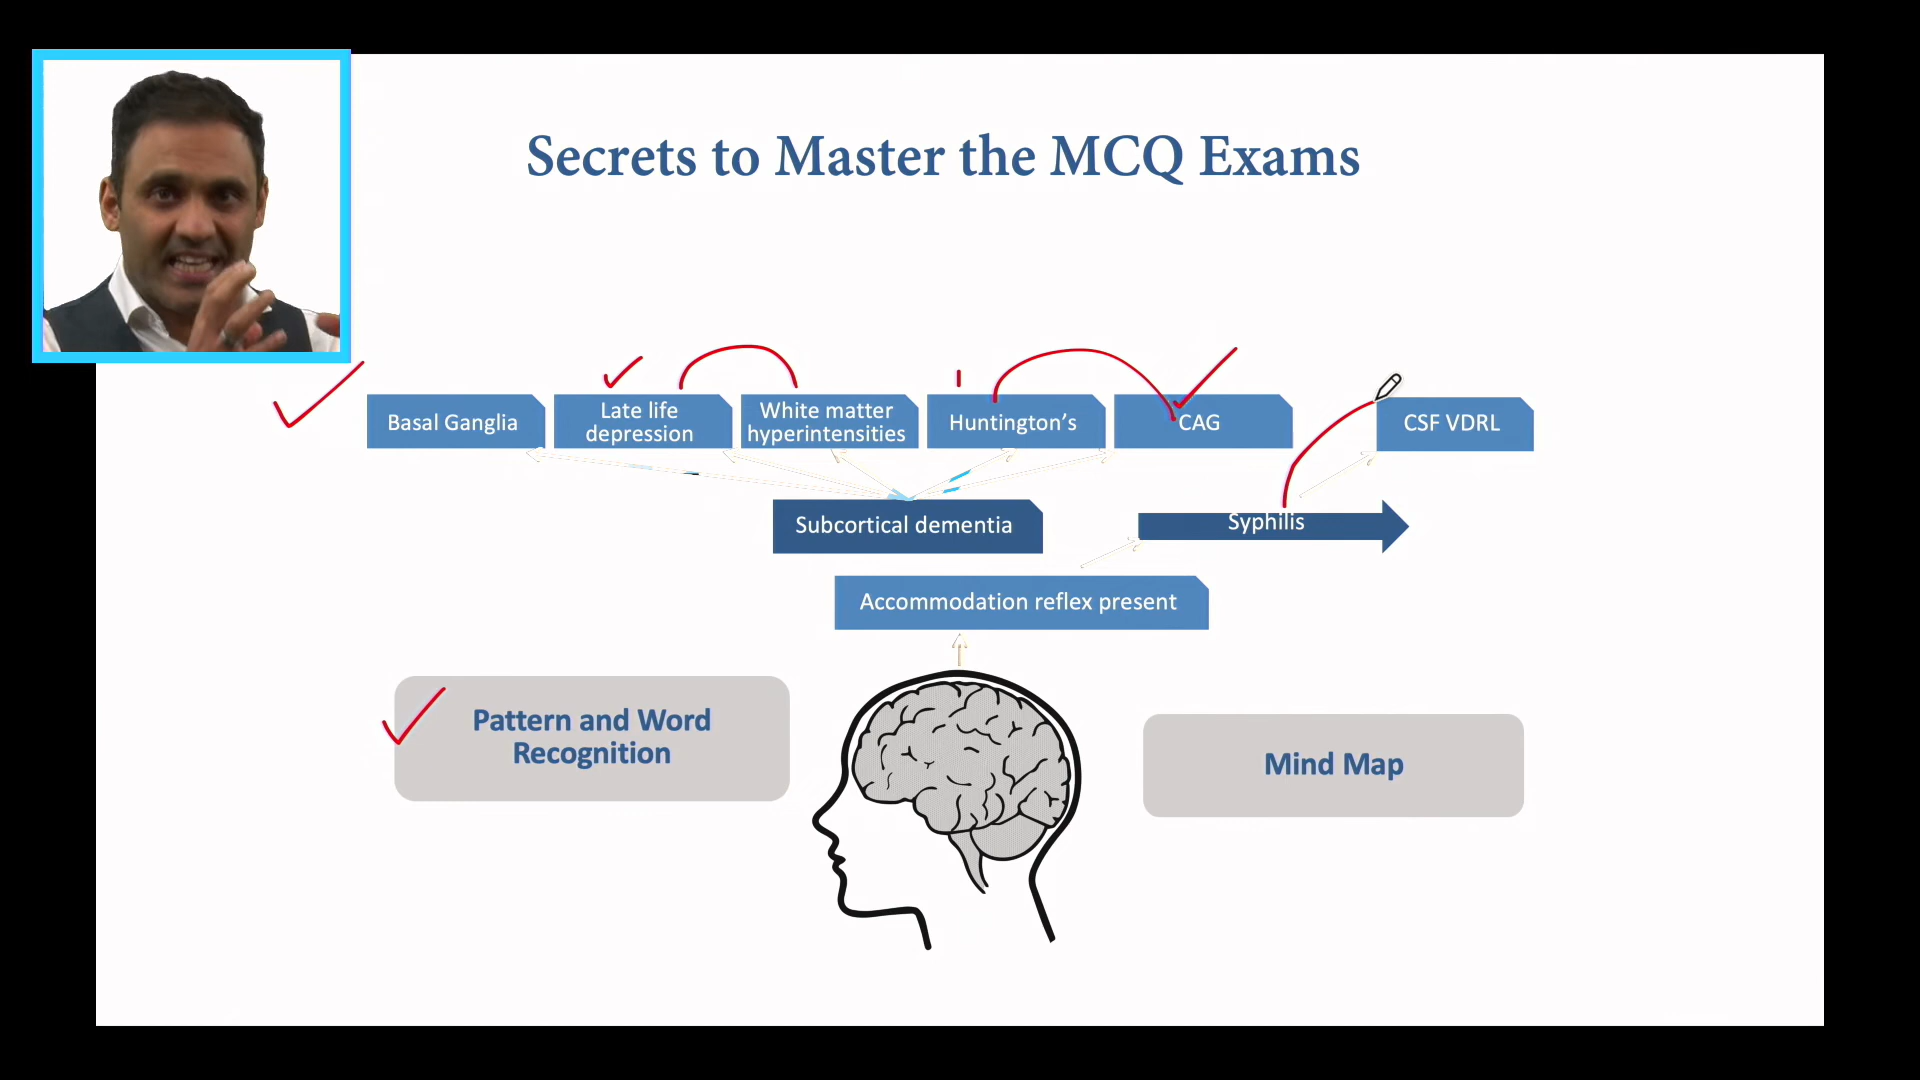 Secrets to Master the MCQ Exams
Basal Ganglia
Late life
depression
White matter
hyperintensities
Huntington’s
CAG
CSF VDRL
Subcortical dementia
Syphilis
Accommodation reflex present
Pattern and Word
Recognition
Mind Map